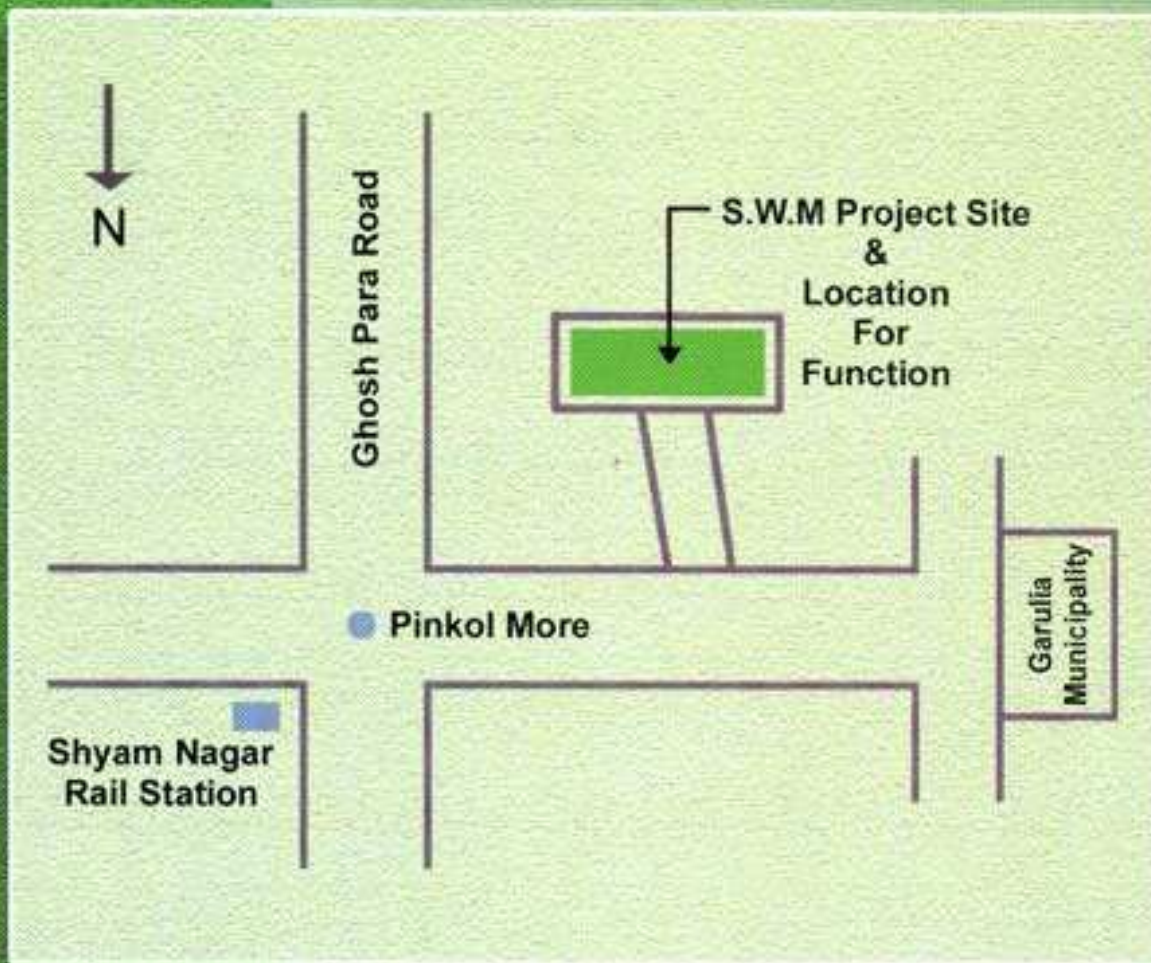 N
Ghosh Para Road
S.W.M Project Site
&
Location
For
Function
Pinkol More
Garulia
Municipality
Shyam Nagar
Rail Station